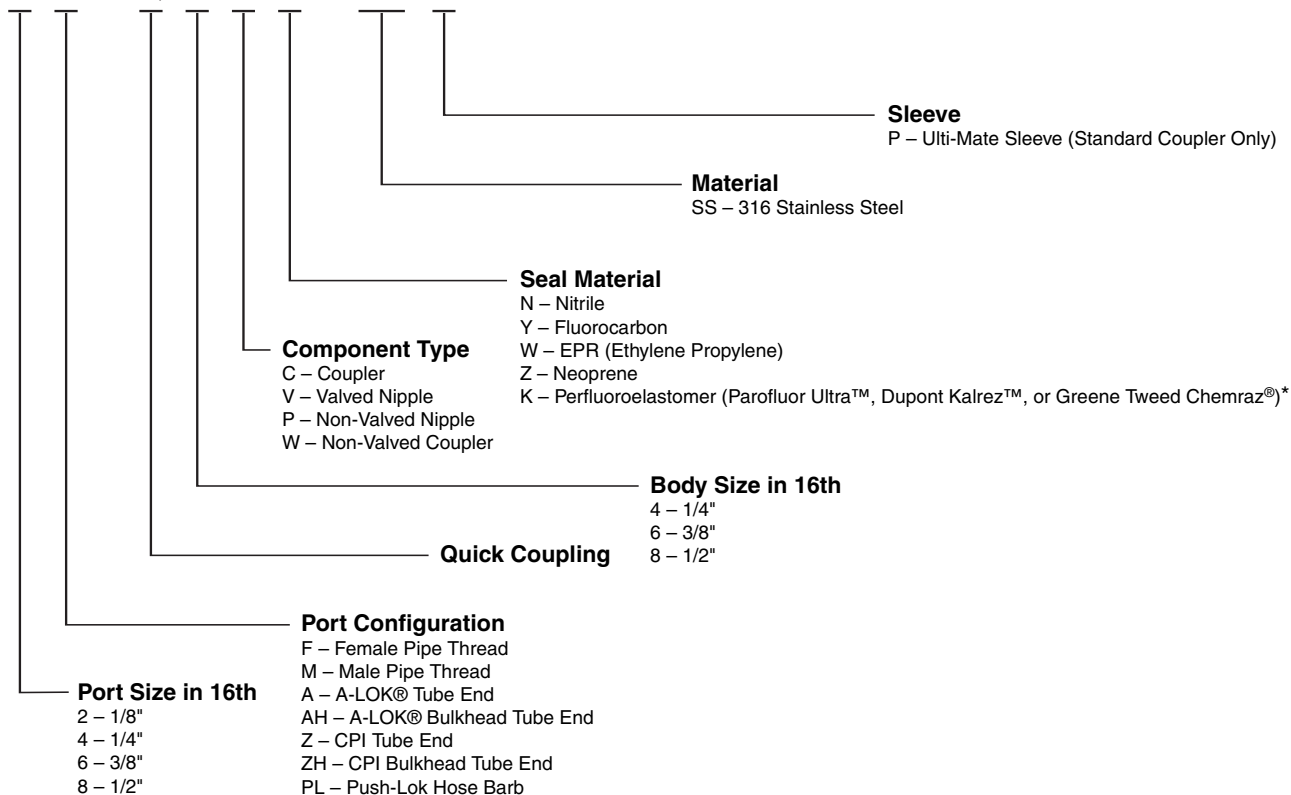 Sleeve
P – Ulti-Mate Sleeve (Standard Coupler Only)
Material
SS – 316 Stainless Steel
Seal Material
N – Nitrile
Y – Fluorocarbon
W – EPR (Ethylene Propylene)
Z – Neoprene
K – Perfluoroelastomer (Parofluor Ultra™, Dupont Kalrez™, or Greene Tweed Chemraz®)*
Component Type
C – Coupler
V – Valved Nipple
P – Non-Valved Nipple
W – Non-Valved Coupler
Body Size in 16th
4 – 1/4"
6 – 3/8"
8 – 1/2"
Quick Coupling
Port Configuration
F – Female Pipe Thread
M – Male Pipe Thread
A – A-LOK® Tube End
AH – A-LOK® Bulkhead Tube End
Z – CPI Tube End
ZH – CPI Bulkhead Tube End
PL – Push-Lok Hose Barb
Port Size in 16th
2 – 1/8"
4 – 1/4"
6 – 3/8"
8 – 1/2"